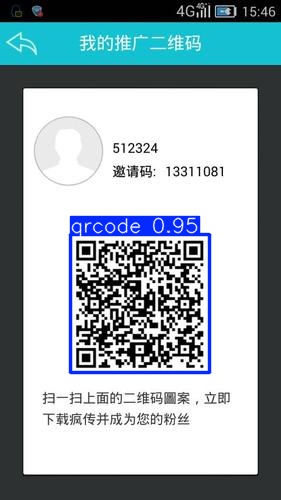 4G 4G 15:46
我的推广二维码
512324
邀请码: 13311081
qrcode 0.95
扫一扫上面的二维码圖案，立即
下载疯传并成为您的粉丝